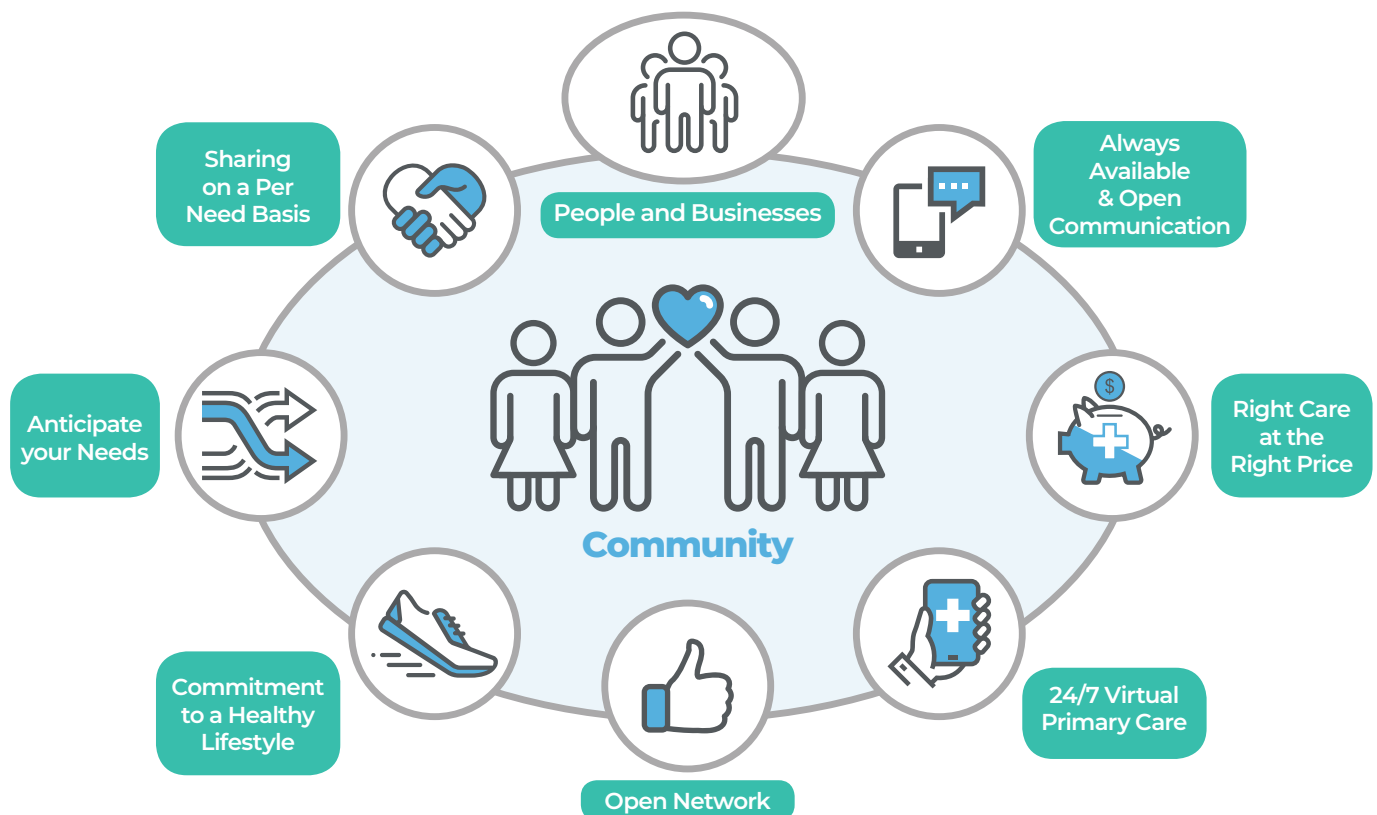 People and Businesses
Always
Available
& Open
Communication
Right Care
at the
Right Price
24/7 Virtual
Primary Care
Open Network
Commitment
to a Healthy
Lifestyle
Anticipate
your Needs
Sharing
on a Per
Need Basis
$
Community